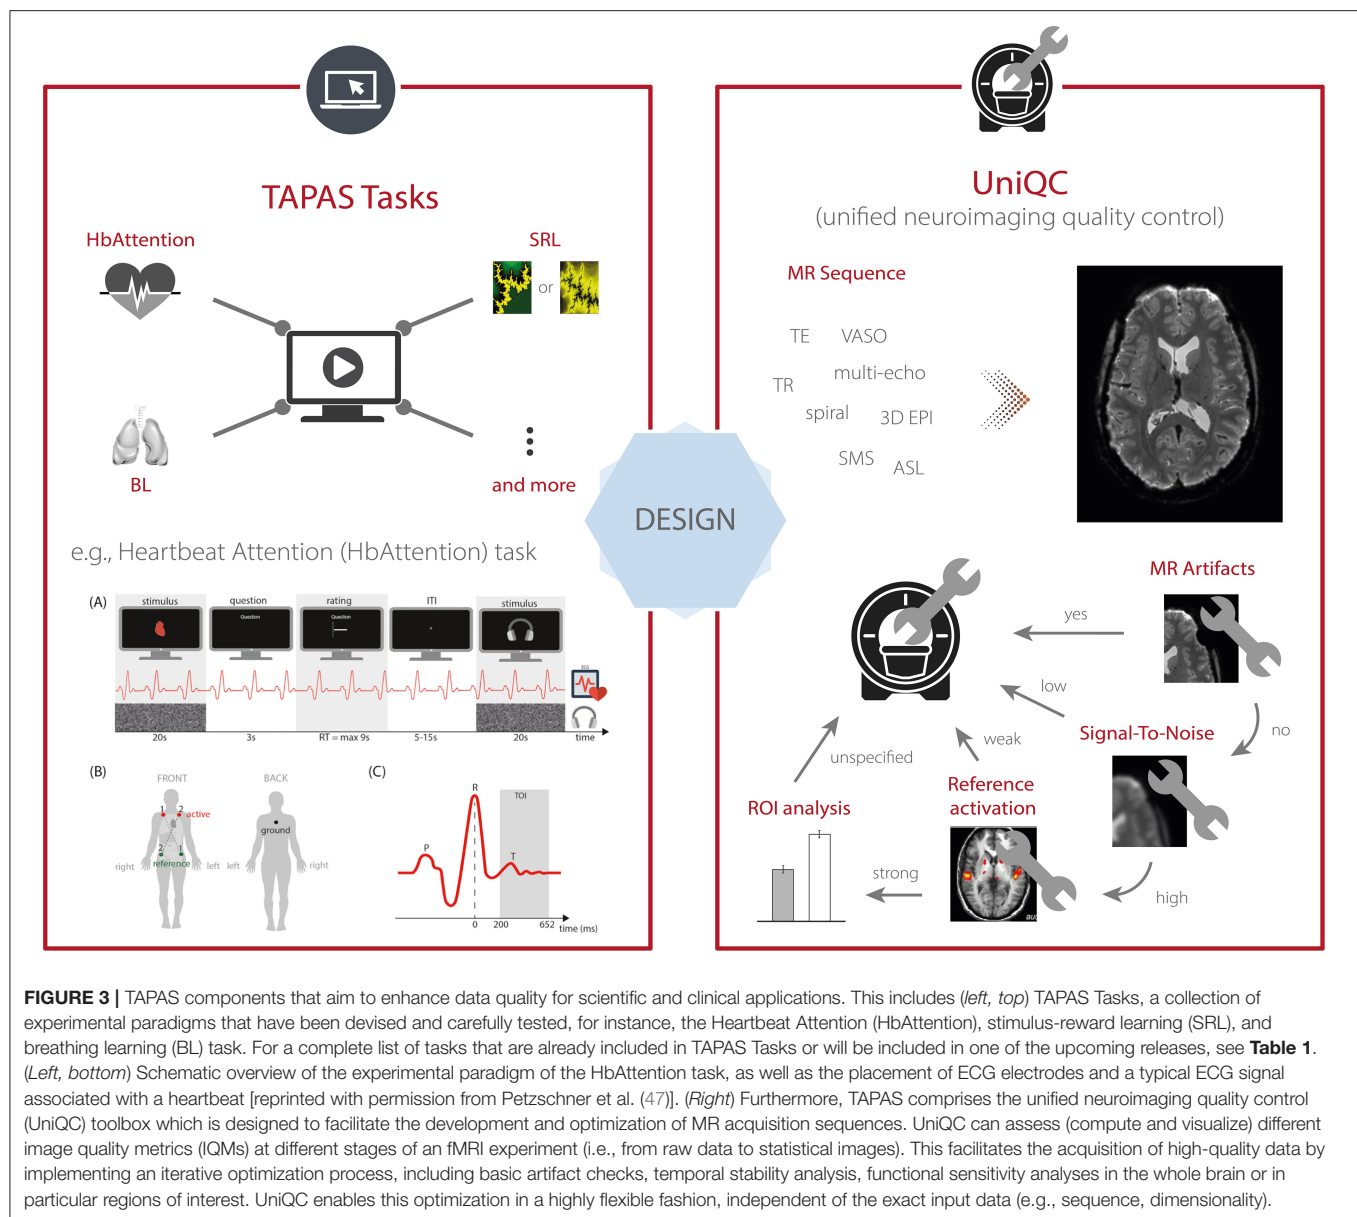 TAPAS Tasks
HbAttention
SRL
or
BL
and more
e.g., Heartbeat Attention (HbAttention) task
(A)
stimulus
question
rating
ITI
stimulus
Question
Question
ECG
20s
3s
RT = max 9s
5-15s
20s
time
(B)
FRONT
BACK
1
2
active
ground
2
1
reference
right
left
left
right
(C)
R
TOI
P
T
0
200
652
time (ms)
DESIGN
UniQC
(unified neuroimaging quality control)
MR Sequence
TE
VASO
TR
multi-echo
spiral
3D EPI
SMS
ASL
MR Artifacts
yes
low
no
Signal-To-Noise
weak
unspecified
Reference
activation
ROI analysis
strong
high
FIGURE 3 | TAPAS components that aim to enhance data quality for scientific and clinical applications. This includes (left, top) TAPAS Tasks, a collection of
experimental paradigms that have been devised and carefully tested, for instance, the Heartbeat Attention (HbAttention), stimulus-reward learning (SRL), and
breathing learning (BL) task. For a complete list of tasks that are already included in TAPAS Tasks or will be included in one of the upcoming releases, see Table 1.
(Left, bottom) Schematic overview of the experimental paradigm of the HbAttention task, as well as the placement of ECG electrodes and a typical ECG signal
associated with a heartbeat [reprinted with permission from Petzschner et al. (47)]. (Right) Furthermore, TAPAS comprises the unified neuroimaging quality control
(UniQC) toolbox which is designed to facilitate the development and optimization of MR acquisition sequences. UniQC can assess (compute and visualize) different
image quality metrics (IQMs) at different stages of an fMRI experiment (i.e., from raw data to statistical images). This facilitates the acquisition of high-quality data by
implementing an iterative optimization process, including basic artifact checks, temporal stability analysis, functional sensitivity analyses in the whole brain or in
particular regions of interest. UniQC enables this optimization in a highly flexible fashion, independent of the exact input data (e.g., sequence, dimensionality).